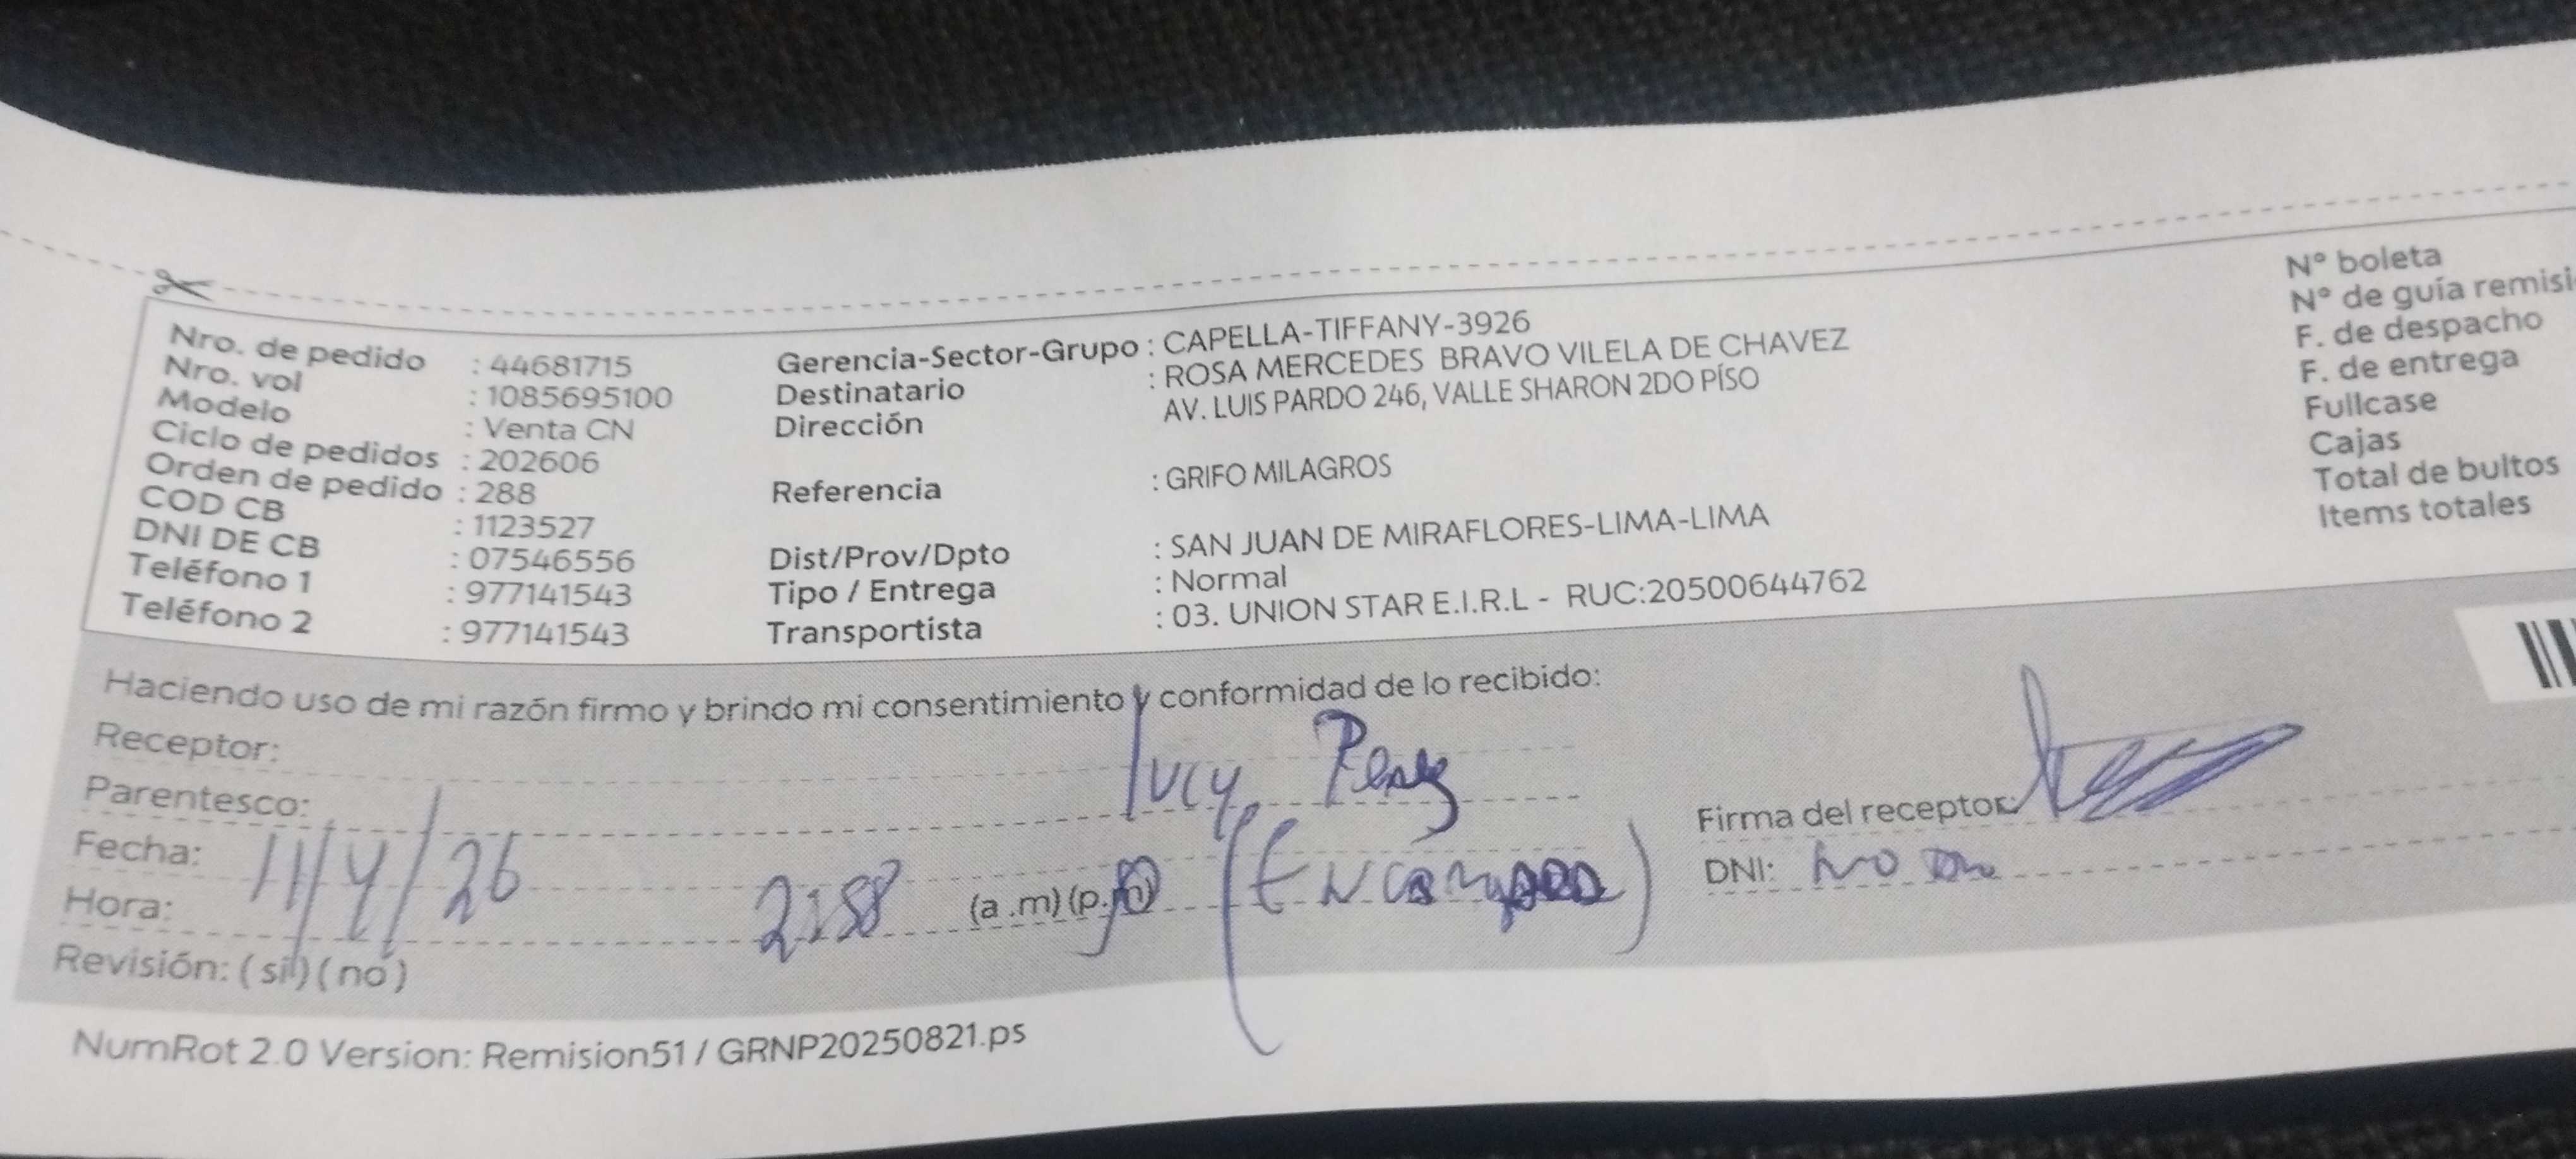 Nro. de pedido : 44681715
Nro. vol : 1085695100
Modelo : Venta CN
Ciclo de pedidos : 202606
Orden de pedido : 288
COD CB : 1123527
DNI DE CB : 07546556
Teléfono 1 : 977141543
Teléfono 2 : 977141543
Gerencia-Sector-Grupo : CAPELLA-TIFFANY-3926
Destinatario : ROSA MERCEDES BRAVO VILELA DE CHAVEZ
Dirección AV. LUIS PARDO 246, VALLE SHARON 2DO PÍSO
Referencia : GRIFO MILAGROS
Dist/Prov/Dpto : SAN JUAN DE MIRAFLORES-LIMA-LIMA
Tipo / Entrega : Normal
Transportista : 03. UNION STAR E.I.R.L - RUC:20500644762
N° boleta
N° de guía remisi
F. de despacho
F. de entrega
Fullcase
Cajas
Total de bultos
Items totales
Haciendo uso de mi razón firmo y brindo mi consentimiento y conformidad de lo recibido:
Receptor: lucy Perez
Parentesco:
Fecha: 11/4/26
Hora: (a .m) (p.m)
Revisión: ( si ) ( no )
Firma del receptor:
DNI: no
NumRot 2.0 Version: Remision51 / GRNP20250821.ps